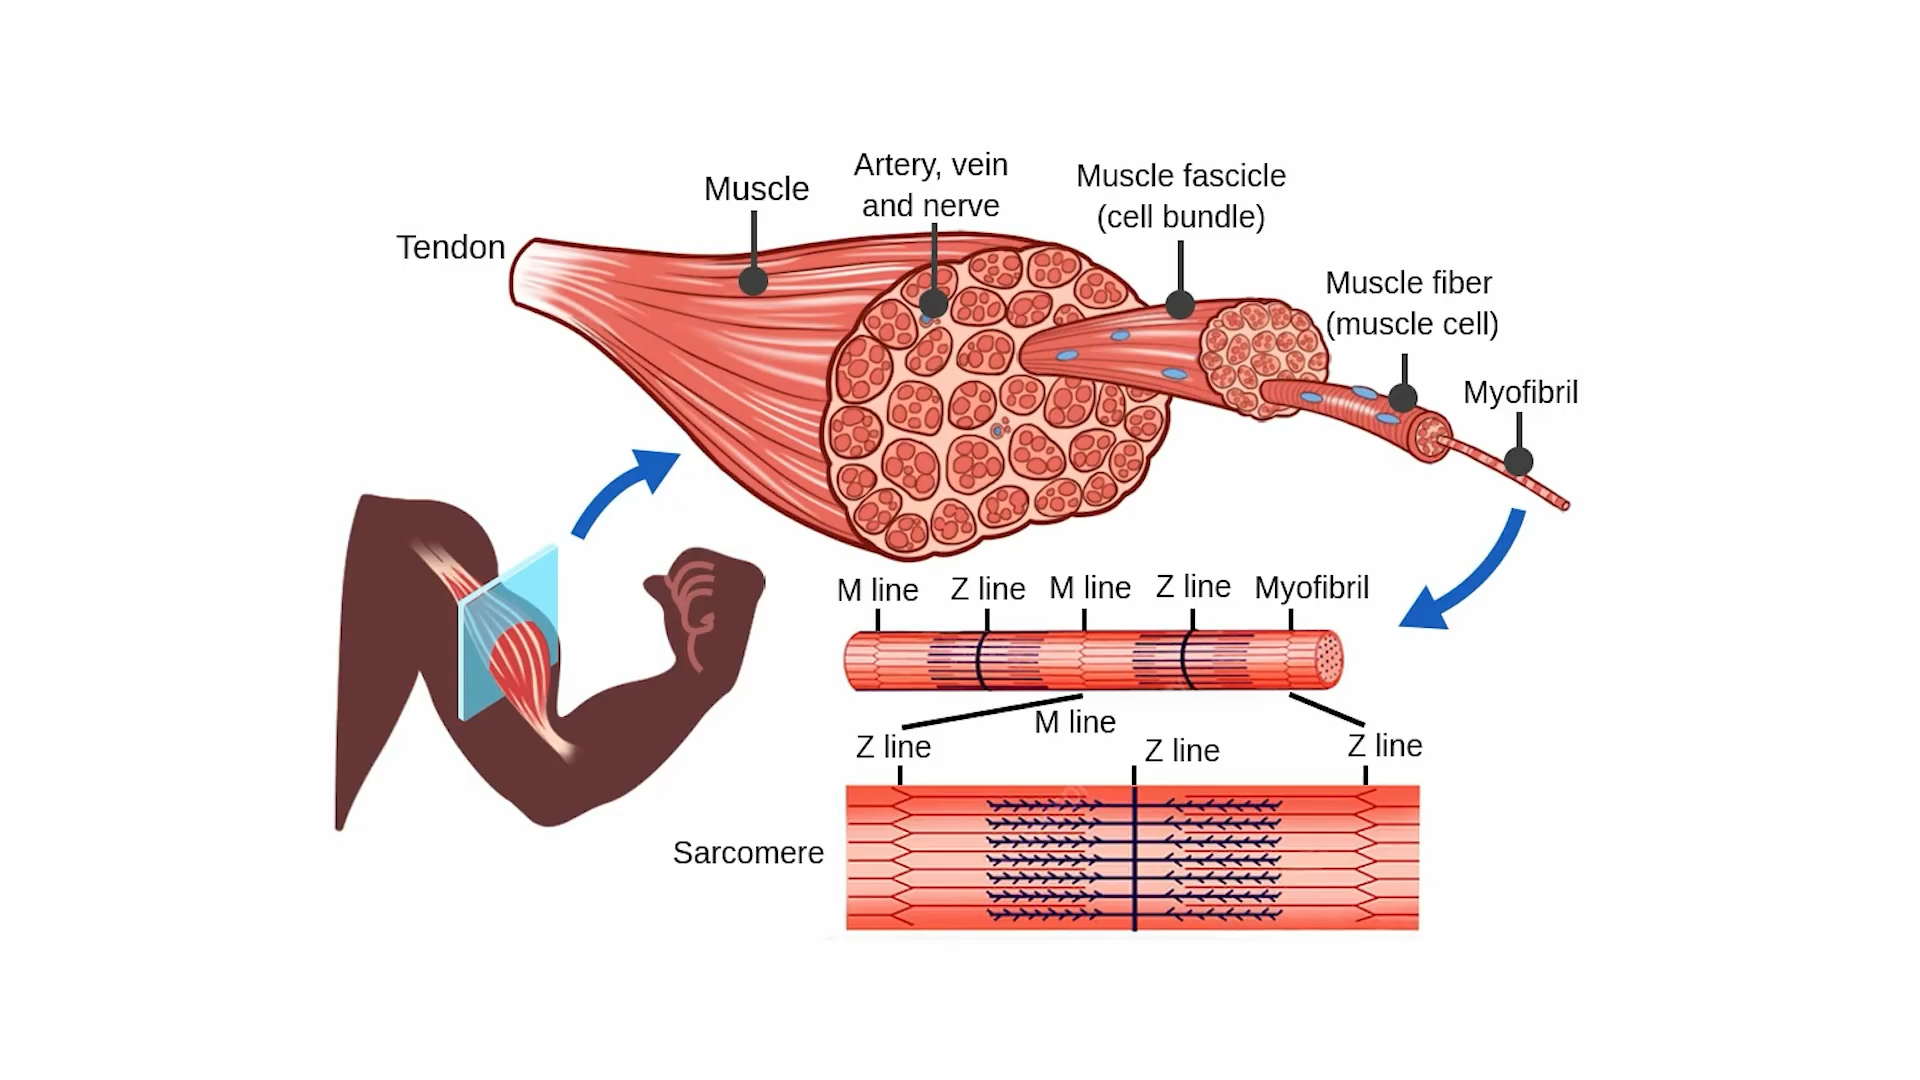 Tendon
Muscle
Artery, vein
and nerve
Muscle fascicle
(cell bundle)
Muscle fiber
(muscle cell)
Myofibril
M line
Z line
M line
Z line
Myofibril
M line
Z line
Z line
Z line
Sarcomere